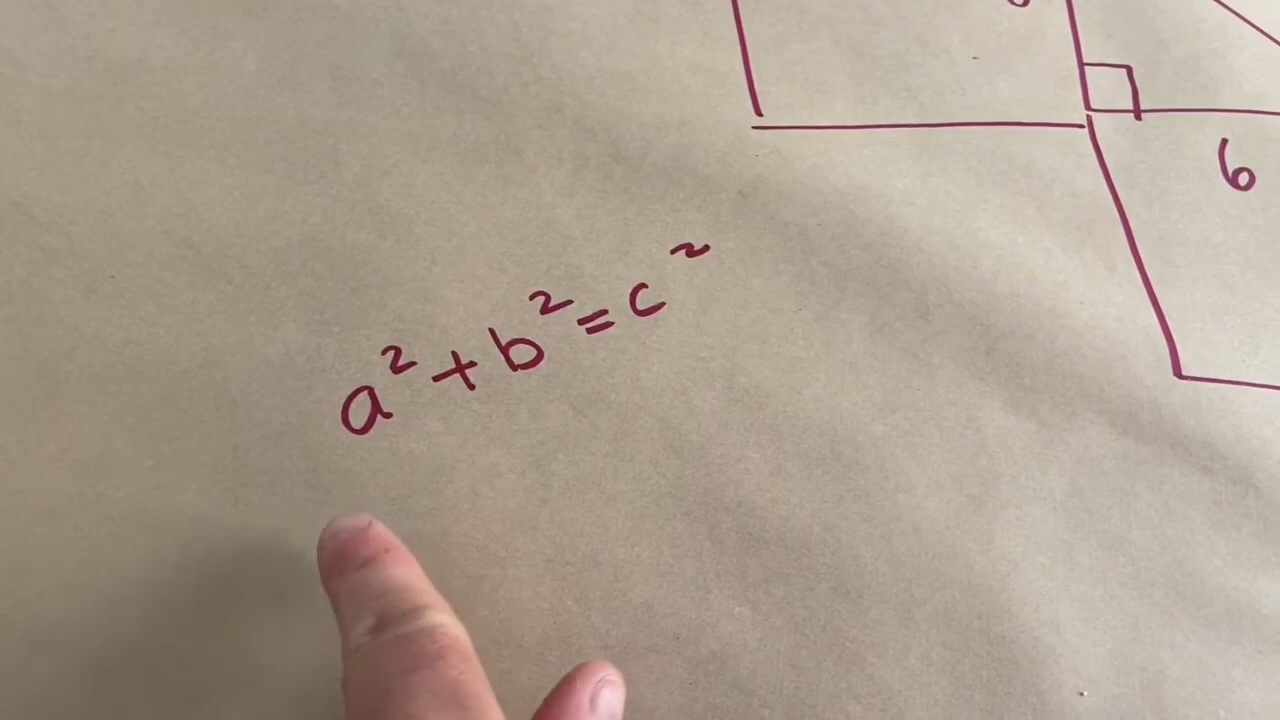 6
a² + b² = c²